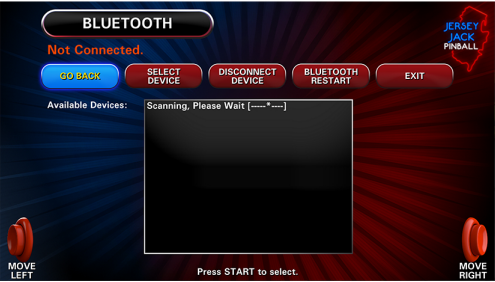 BLUETOOTH
JERSEY
JACK
PINBALL
Not Connected.
GO BACK
SELECT
DEVICE
DISCONNECT
DEVICE
BLUETOOTH
RESTART
EXIT
Available Devices:
Scanning, Please Wait [-----*----]
MOVE
LEFT
MOVE
RIGHT
Press START to select.